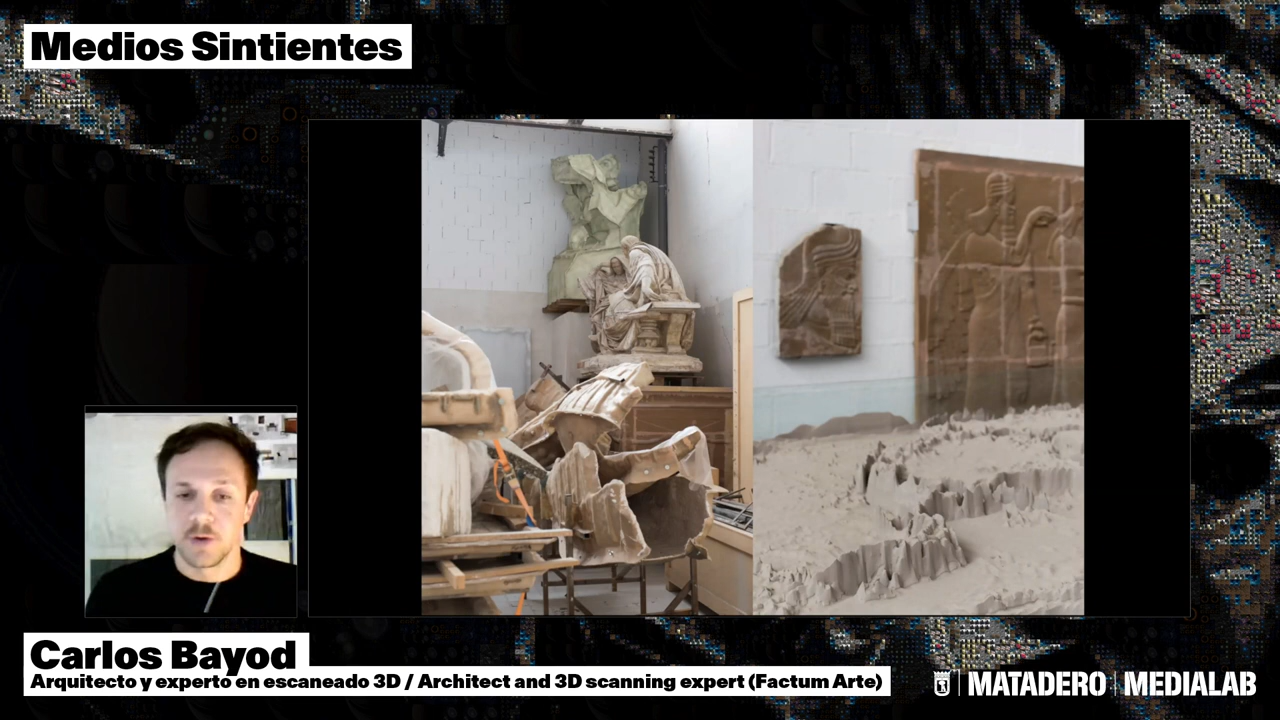 Medios Sintientes
Carlos Bayod
Arquitecto y experto en escaneado 3D / Architect and 3D scanning expert (Factum Arte)
MATADERO | MEDIALAB